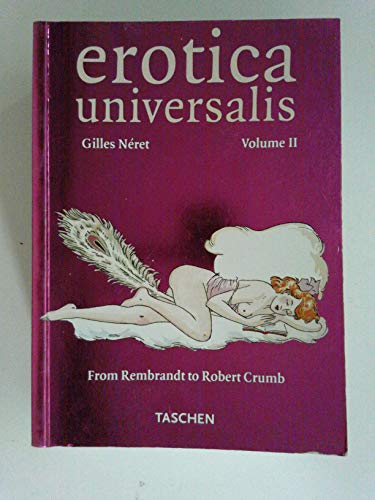 erotica
universalis
Gilles Néret Volume II
From Rembrandt to Robert Crumb
TASCHEN